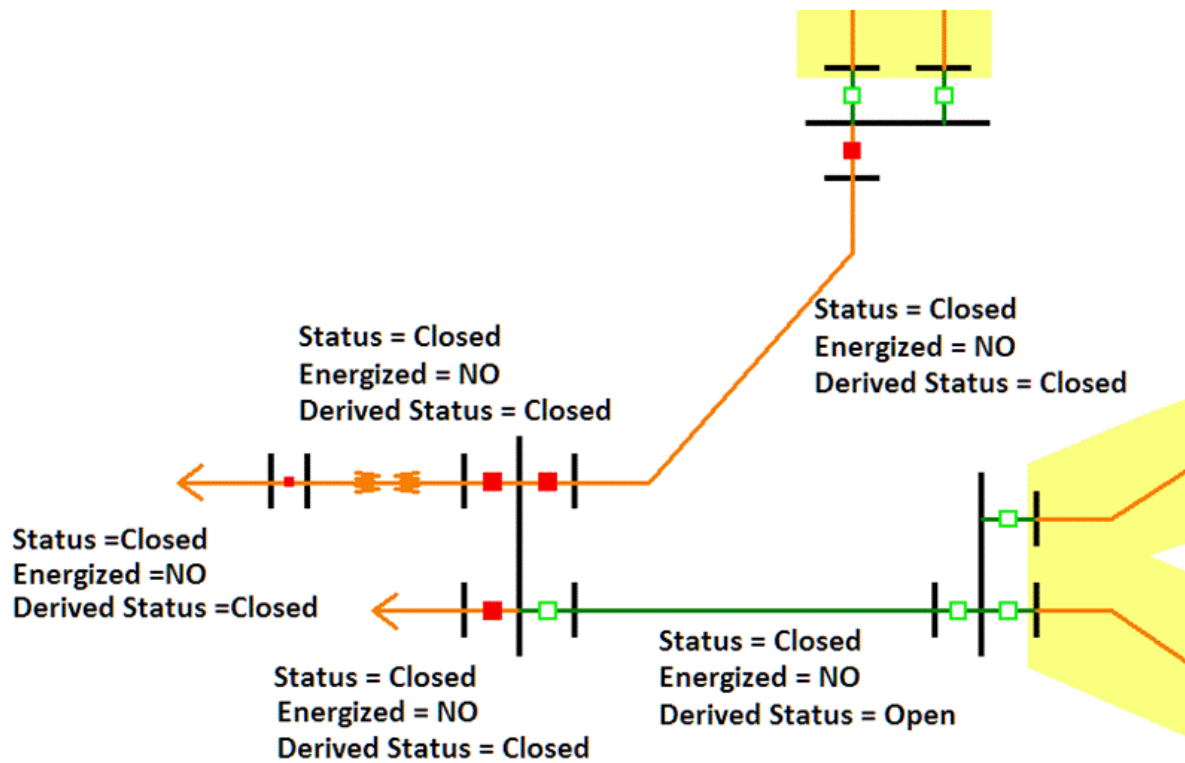 Status = Closed
Energized = NO
Derived Status = Closed
Status = Closed
Energized = NO
Derived Status = Closed
Status =Closed
Energized =NO
Derived Status =Closed
Status = Closed
Energized = NO
Derived Status = Open
Status = Closed
Energized = NO
Derived Status = Closed